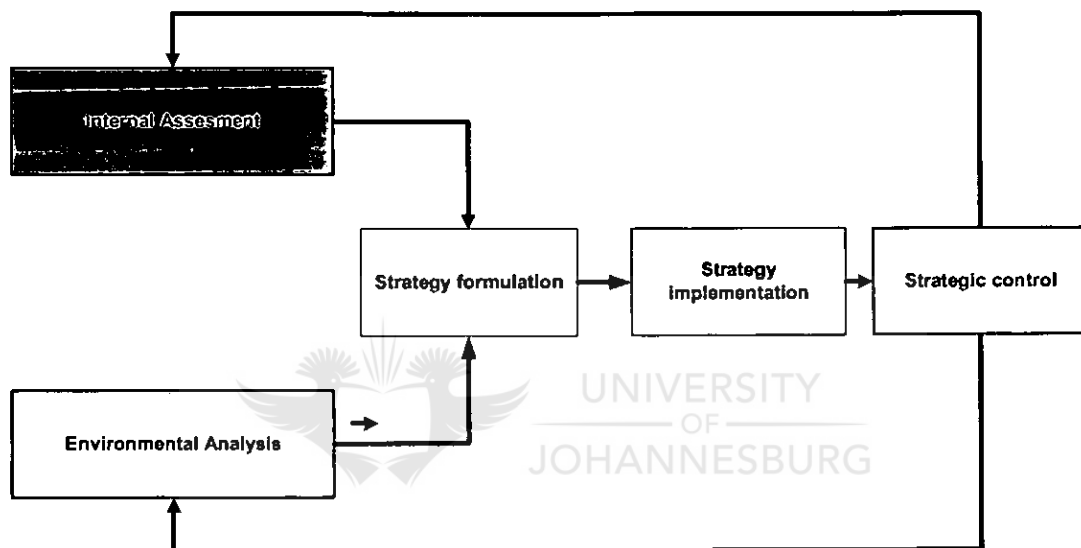 Internal Assesment
Strategy formulation
Strategy
implementation
Strategic control
Environmental Analysis
UNIVERSITY
OF
JOHANNESBURG